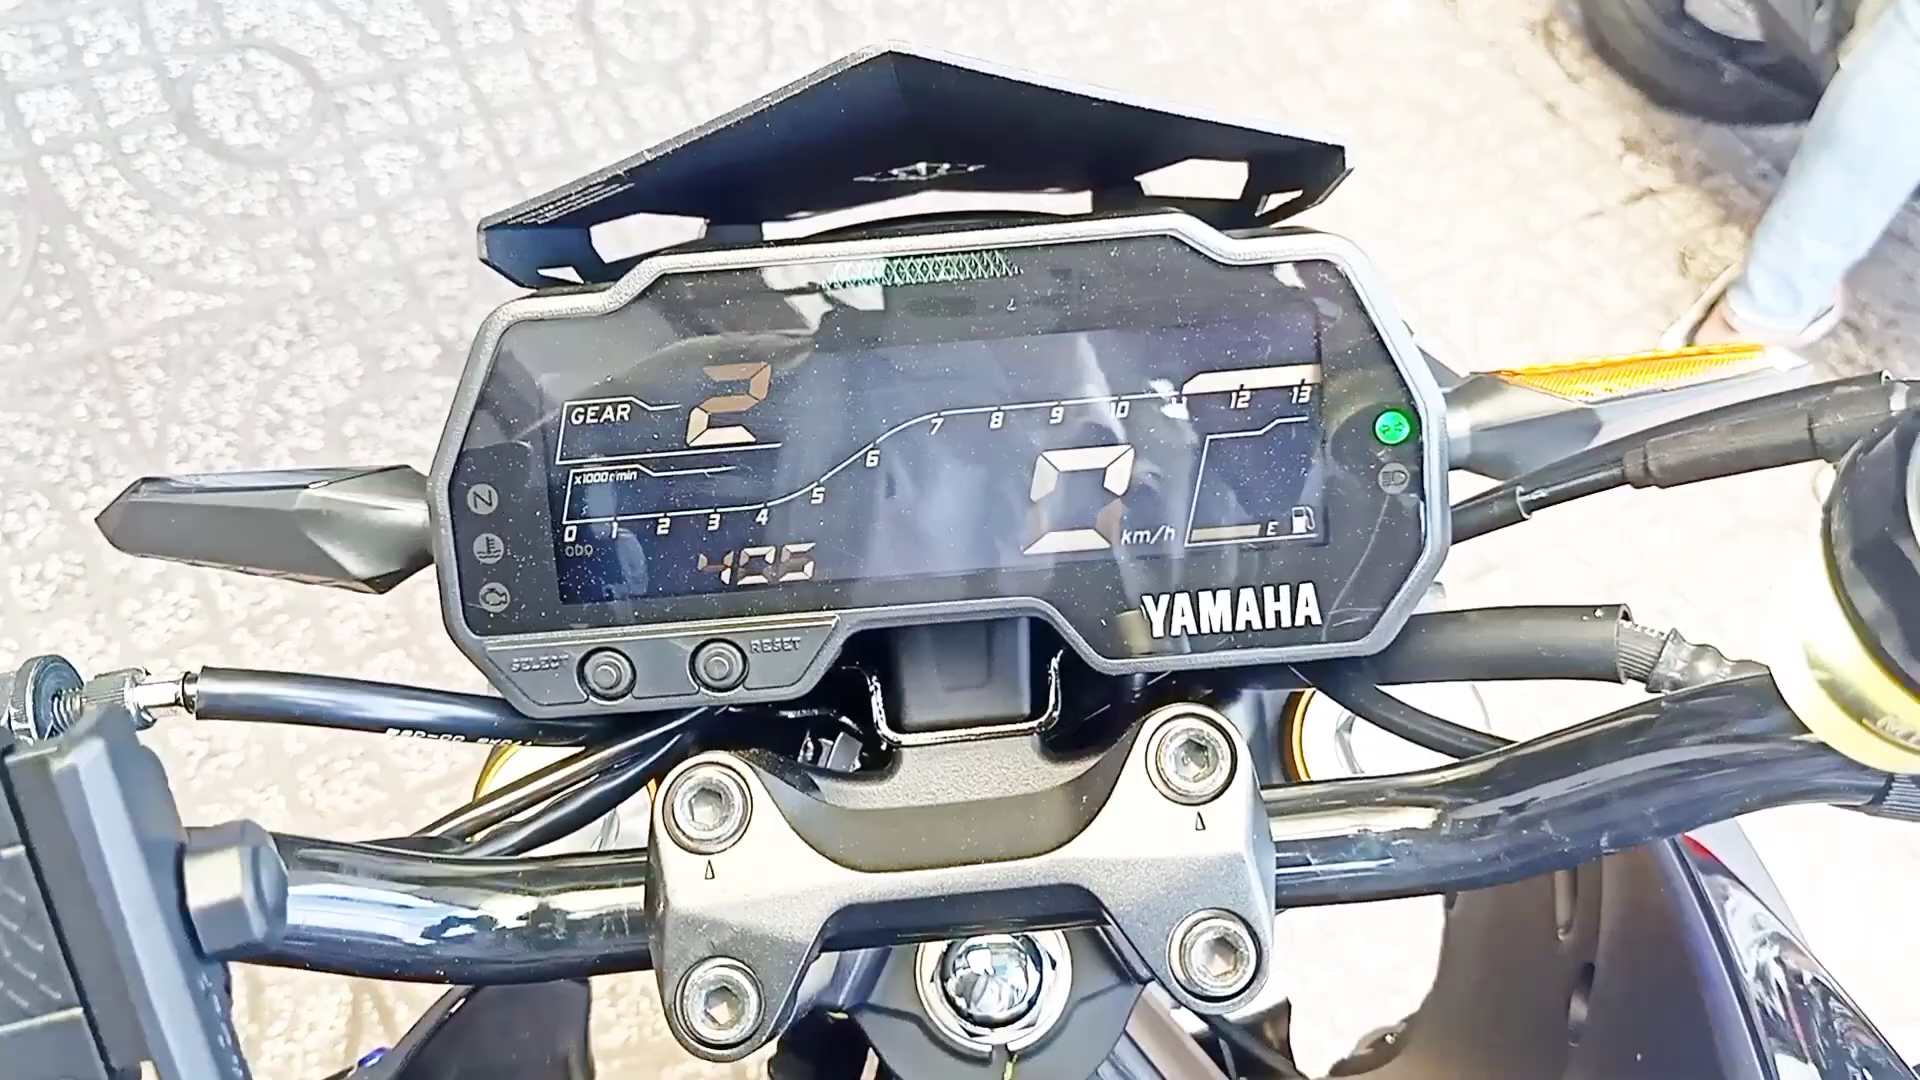 GEAR 2
x1000r/min
0 1 2 3 4 5 6 7 8 9 10 11 12 13
0 km/h
E
odo
405
N
YAMAHA
SELECT RESET